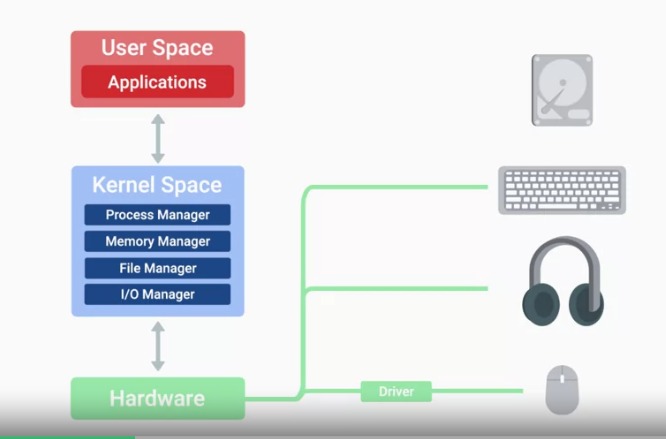 User Space
Applications
Kernel Space
Process Manager
Memory Manager
File Manager
I/O Manager
Hardware
Driver